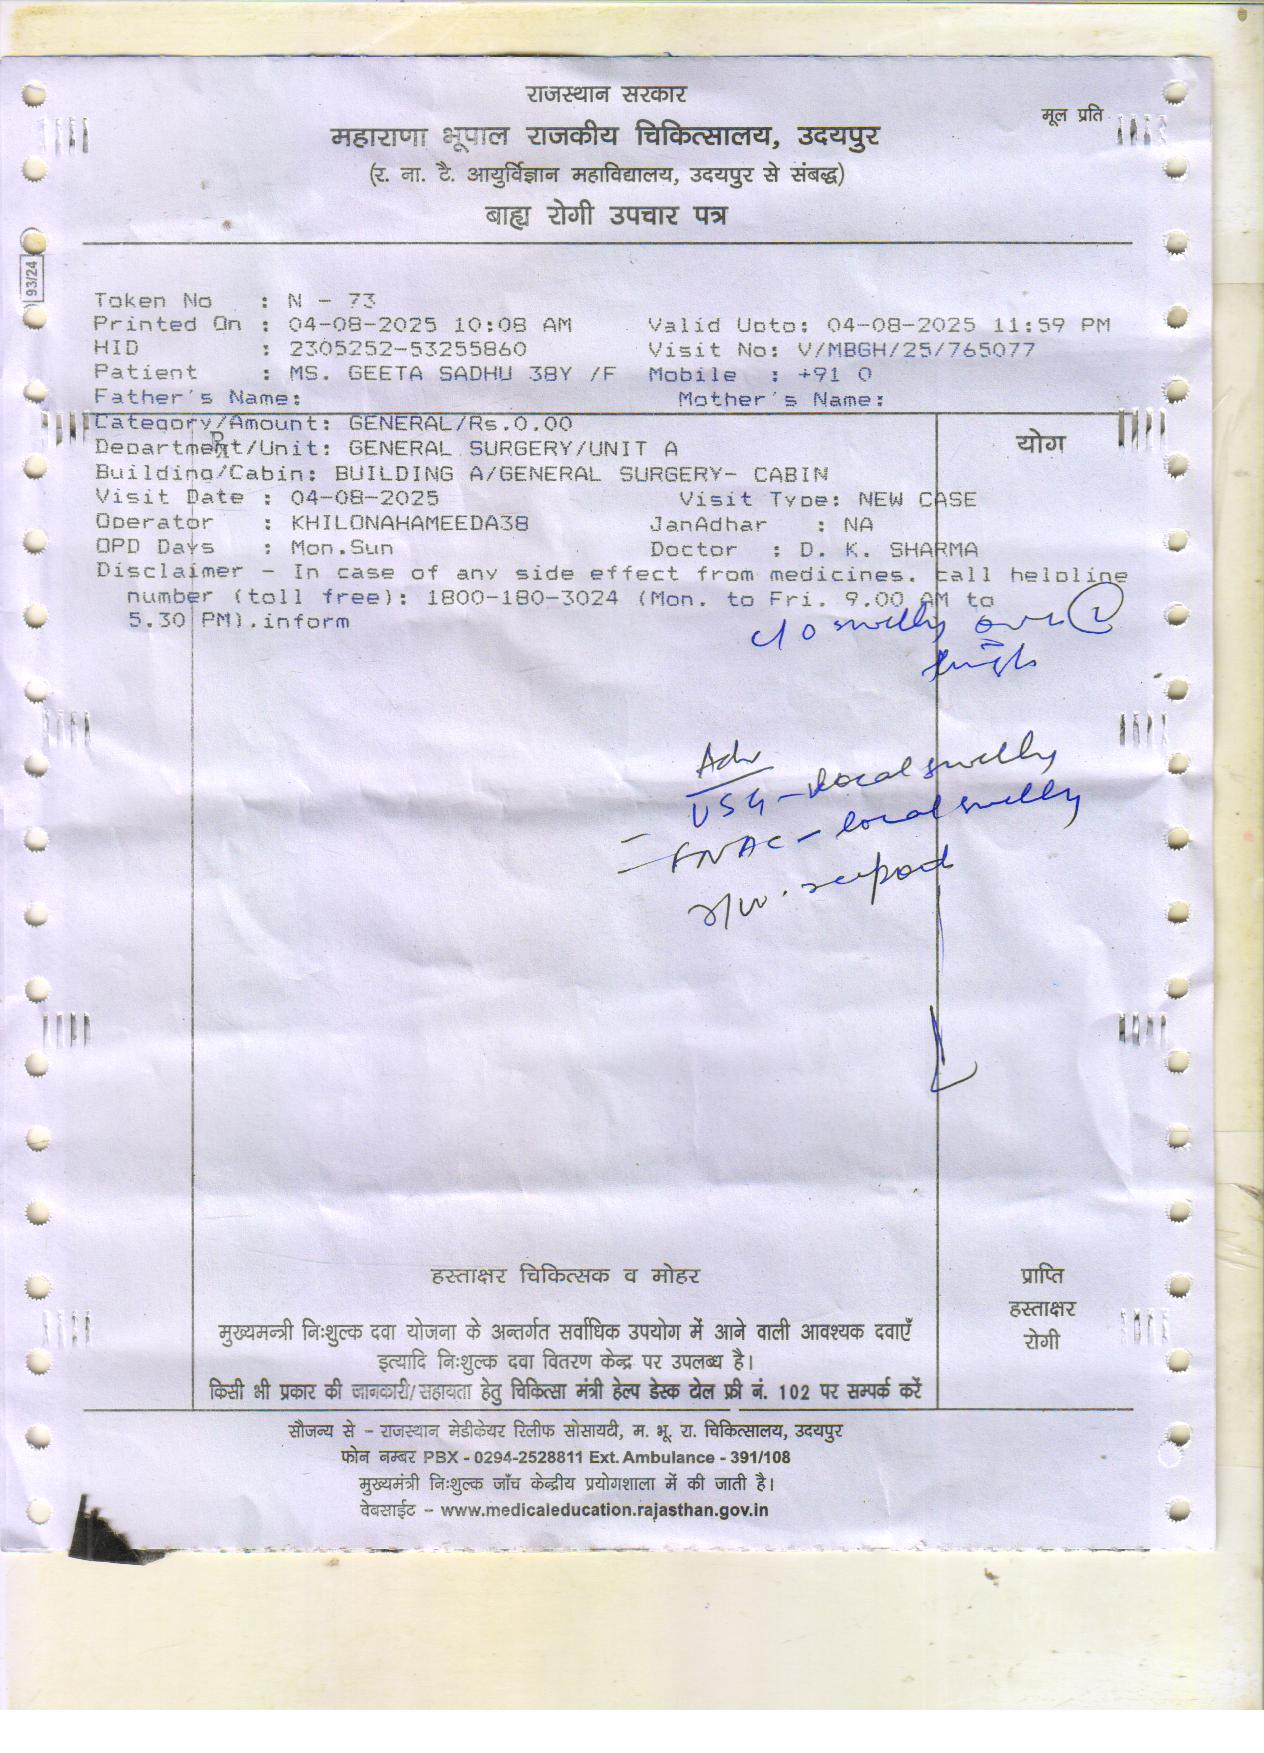 राजस्थान सरकार
मूल प्रति
महाराणा भूपाल राजकीय चिकित्सालय, उदयपुर
(र. ना. टै. आयुर्विज्ञान महाविद्यालय, उदयपुर से संबद्ध)
बाह्य रोगी उपचार पत्र
93/24
Token No : N - 73
Printed On : 04-08-2025 10:08 AM Valid Upto: 04-08-2025 11:59 PM
HID : 2305252-53255860 Visit No: V/MBGH/25/765077
Patient : MS. GEETA SADHU 38Y /F Mobile : +91 0
Father's Name: Mother's Name:
Category/Amount: GENERAL/Rs.0.00
योग
Department/Unit: GENERAL SURGERY/UNIT A
Building/Cabin: BUILDING A/GENERAL SURGERY- CABIN
Visit Date : 04-08-2025 Visit Type: NEW CASE
Operator : KHILONAHAMEEDA38 JanAdhar : NA
OPD Days : Mon.Sun Doctor : D. K. SHARMA
Disclaimer - In case of any side effect from medicines. call helpline
number (toll free): 1800-180-3024 (Mon. to Fri. 9.00 AM to
5.30 PM).inform
c/o swelling over
Adv
USG - local swelling
FNAC - local swelling
हस्ताक्षर चिकित्सक व मोहर
प्राप्ति
हस्ताक्षर
रोगी
मुख्यमन्त्री निःशुल्क दवा योजना के अन्तर्गत सर्वाधिक उपयोग में आने वाली आवश्यक दवाएँ
इत्यादि निःशुल्क दवा वितरण केन्द्र पर उपलब्ध है।
किसी भी प्रकार की जानकारी/सहायता हेतु चिकित्सा मंत्री हेल्प डेस्क टोल फ्री नं. 102 पर सम्पर्क करें
सौजन्य से - राजस्थान मेडीकेयर रिलीफ सोसायटी, म. भू. रा. चिकित्सालय, उदयपुर
फोन नम्बर PBX - 0294-2528811 Ext. Ambulance - 391/108
मुख्यमंत्री निःशुल्क जाँच केन्द्रीय प्रयोगशाला में की जाती है।
वेबसाईट - www.medicaleducation.rajasthan.gov.in